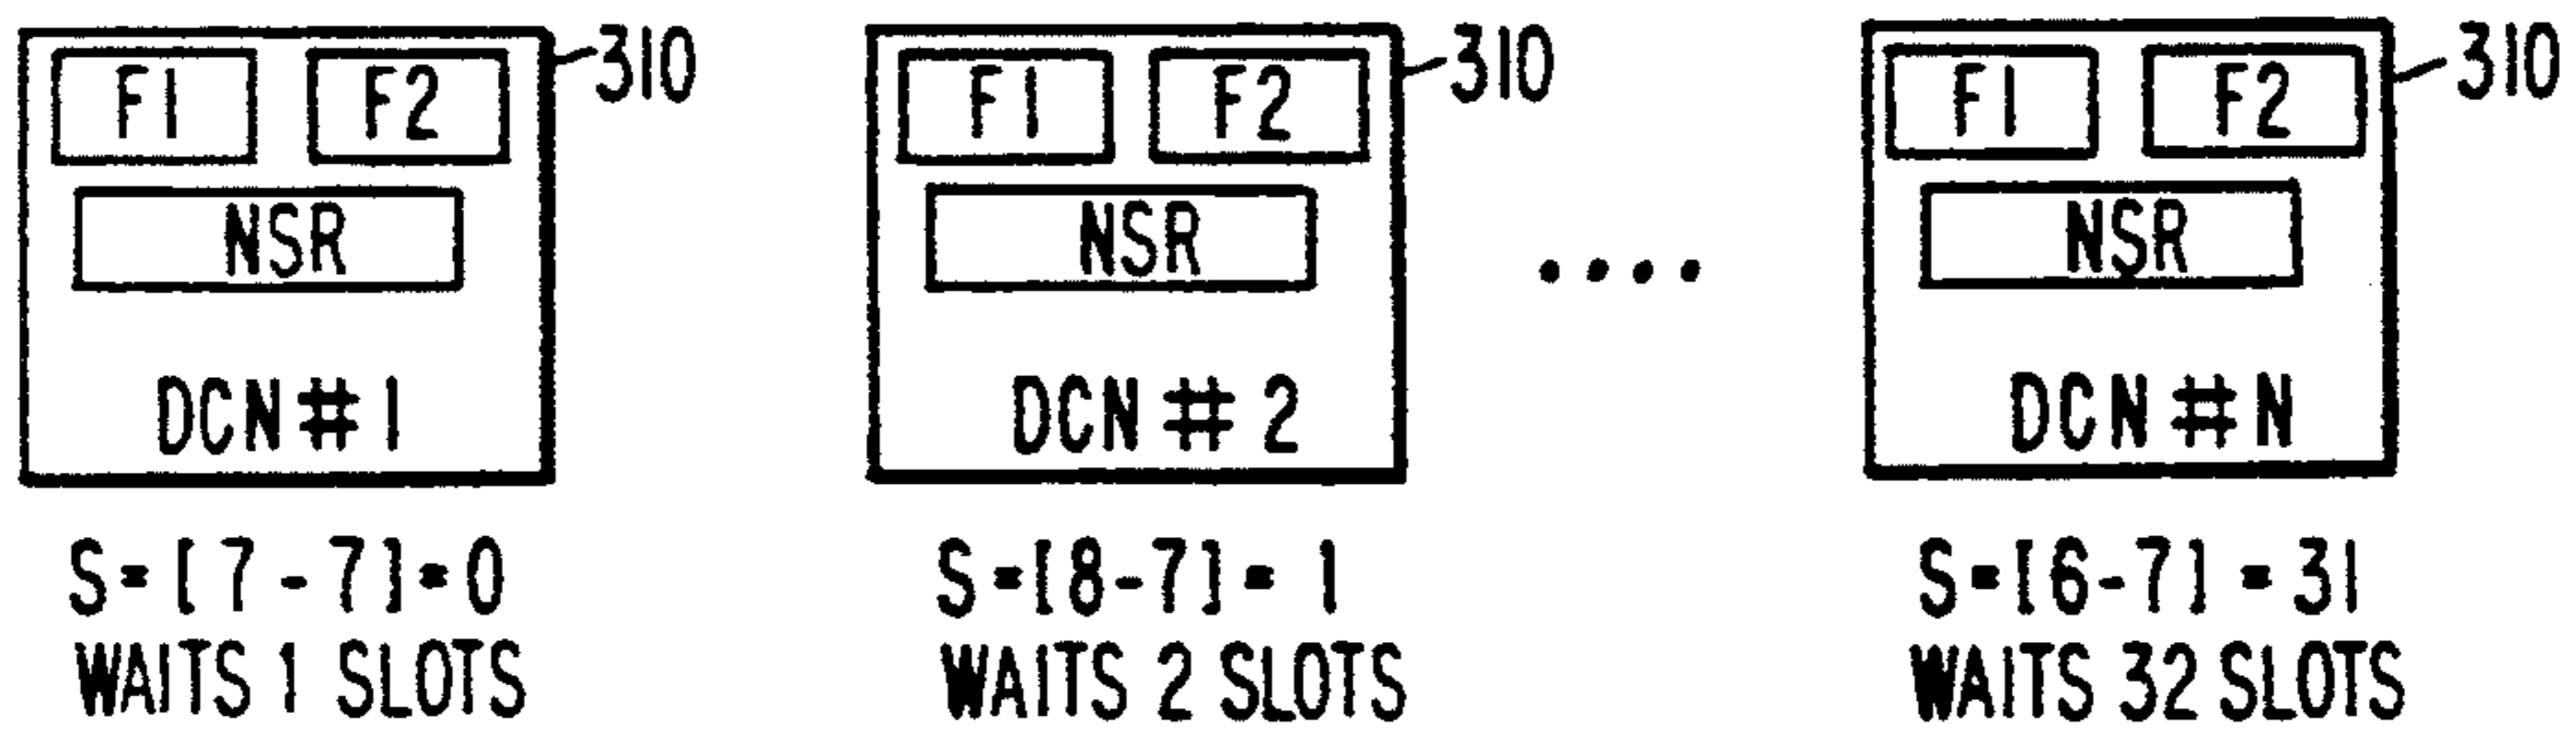 F1 F2 310
NSR
DCN # 1
S=[7-7]=0
WAITS 1 SLOTS
F1 F2 310
NSR
DCN # 2
S=[8-7]=1
WAITS 2 SLOTS
....
F1 F2 310
NSR
DCN # N
S=[6-7]=31
WAITS 32 SLOTS